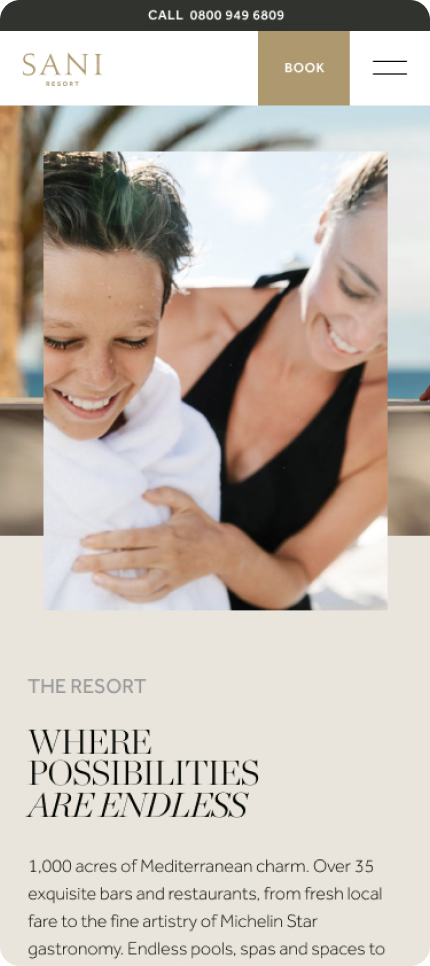 CALL 0800 949 6809
SANI
RESORT
BOOK
THE RESORT
WHERE
POSSIBILITIES
ARE ENDLESS
1,000 acres of Mediterranean charm. Over 35
exquisite bars and restaurants, from fresh local
fare to the fine artistry of Michelin Star
gastronomy. Endless pools, spas and spaces to